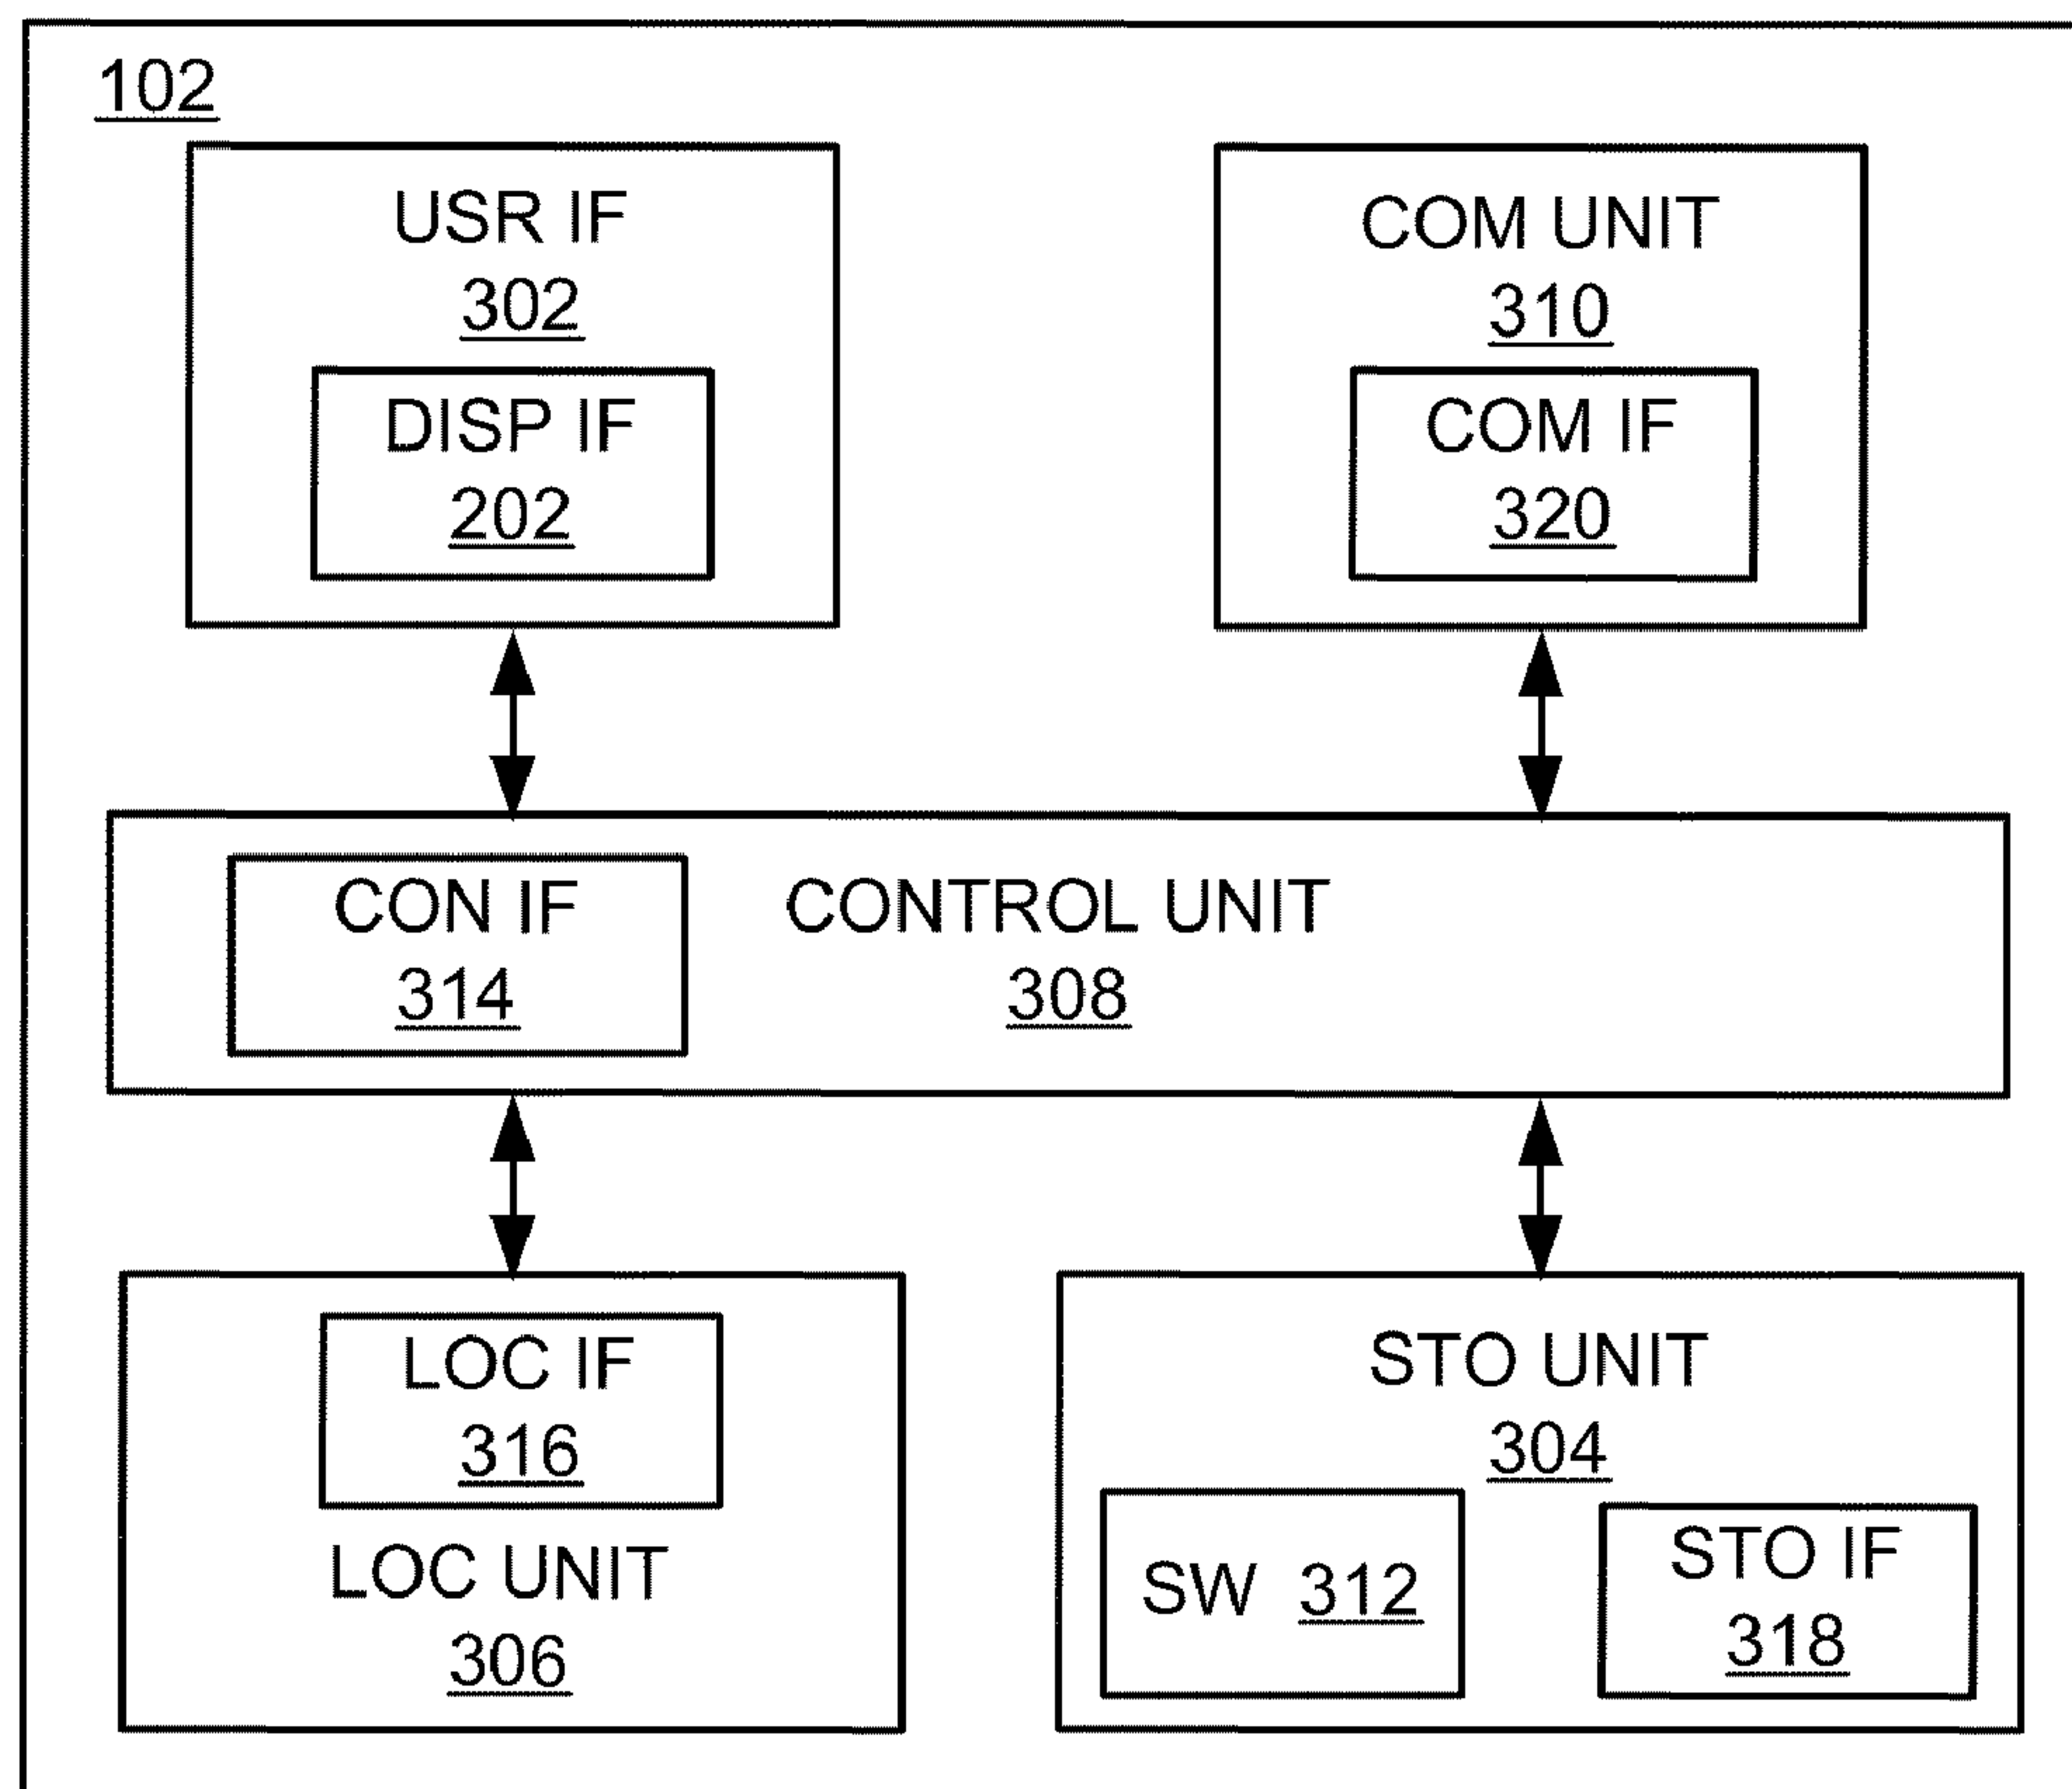 102
USR IF
302
DISP IF
202
COM UNIT
310
COM IF
320
CON IF
314
CONTROL UNIT
308
LOC IF
316
LOC UNIT
306
STO UNIT
304
SW 312
STO IF
318